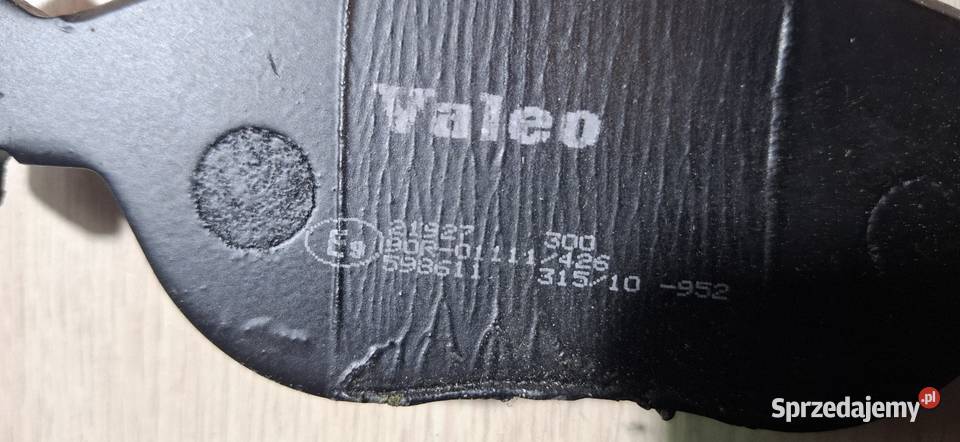 Valeo
E9
21927 300
90R-01111/426
598611 315/10 -952
Sprzedajemy.pl